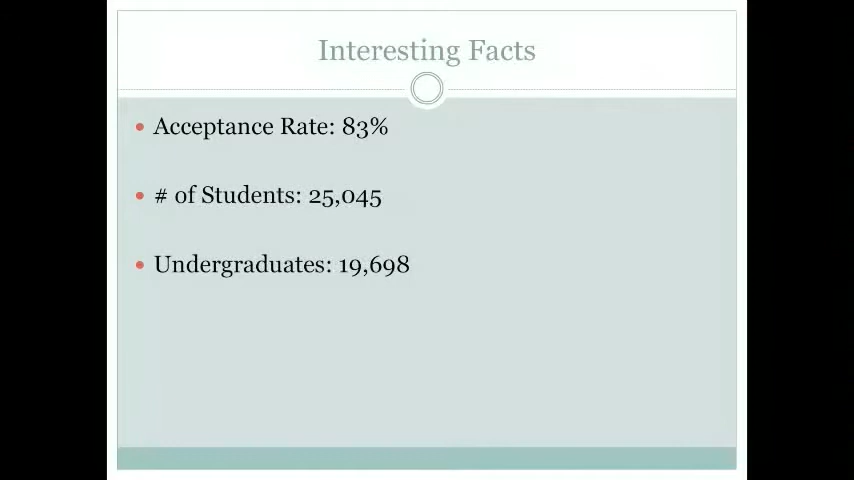 Interesting Facts
Acceptance Rate: 83%
# of Students: 25,045
Undergraduates: 19,698